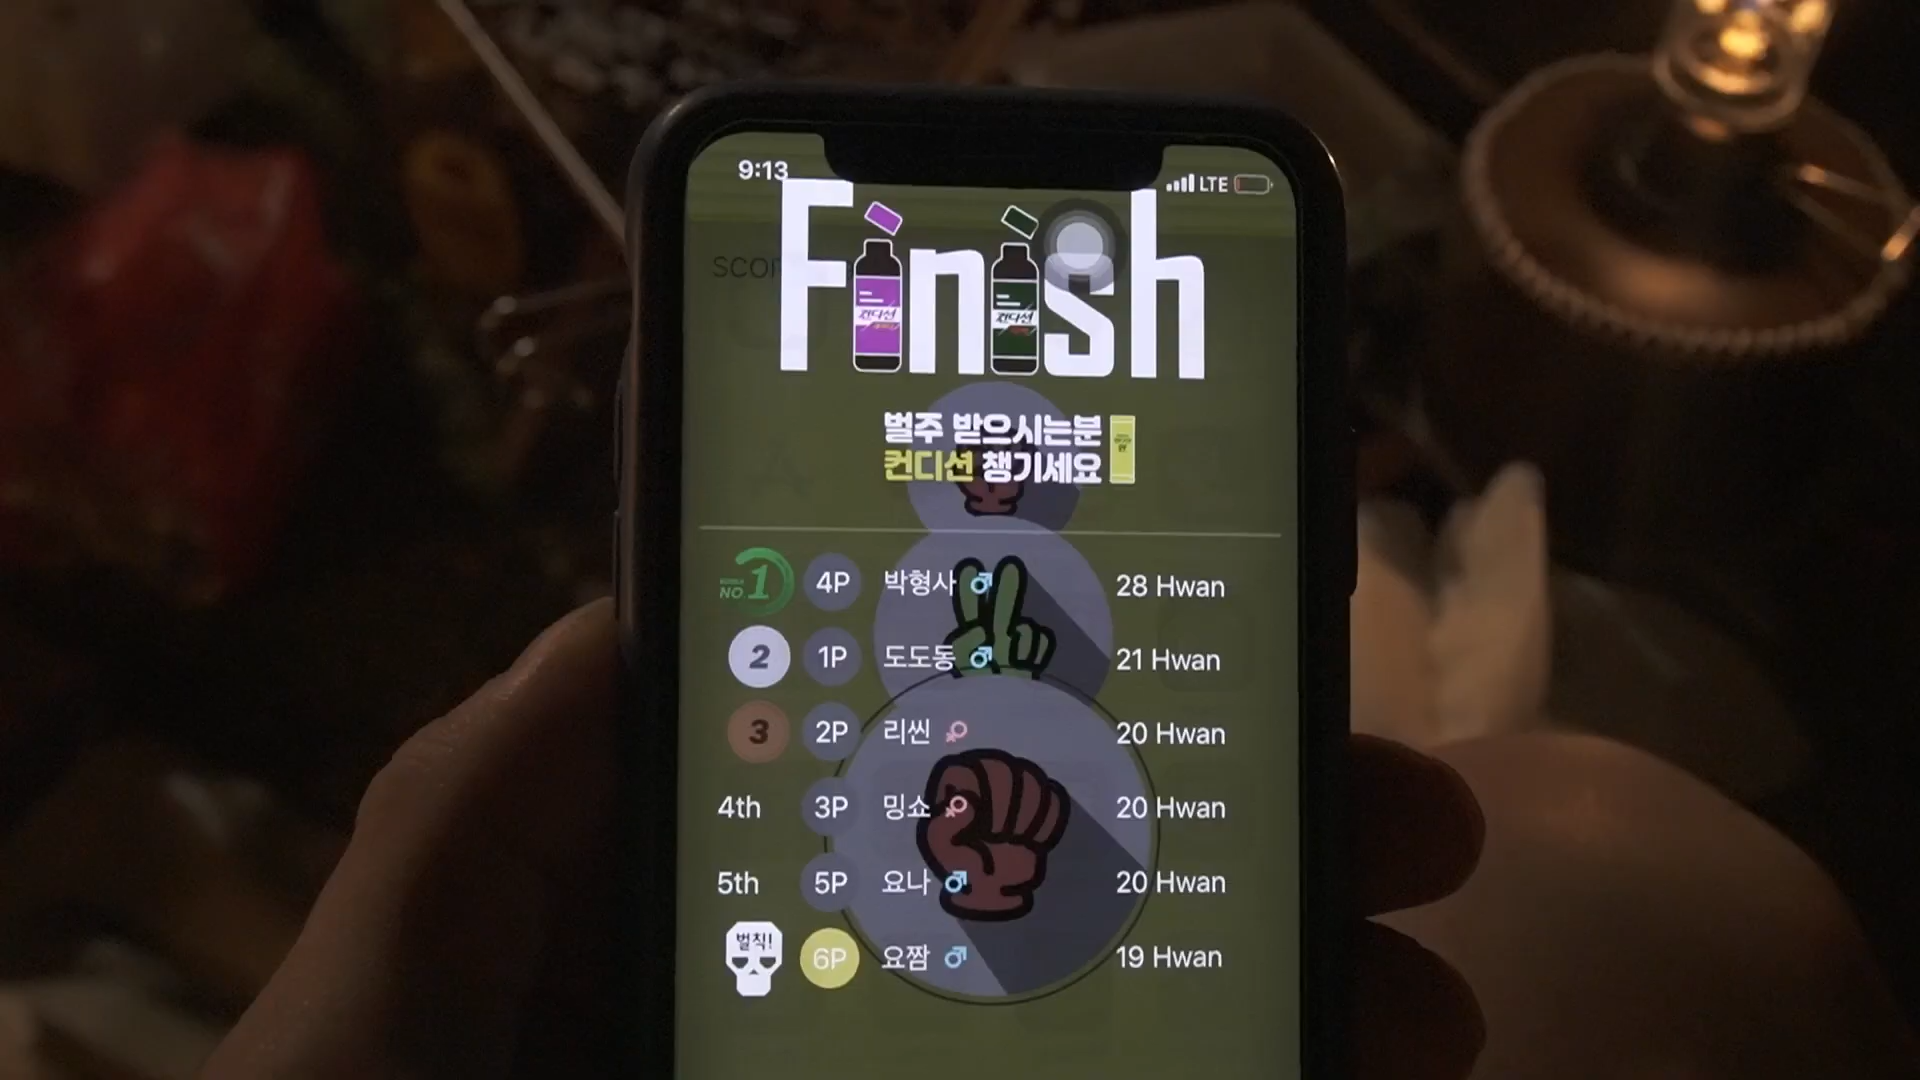 9:13
LTE
Finish
컨디션
컨디션
벌주 받으시는분
컨디션 챙기세요
NO.1 4P 박형사 28 Hwan
2 1P 도도동 21 Hwan
3 2P 리씬 20 Hwan
4th 3P 밍쇼 20 Hwan
5th 5P 요나 20 Hwan
벌칙! 6P 요짬 19 Hwan